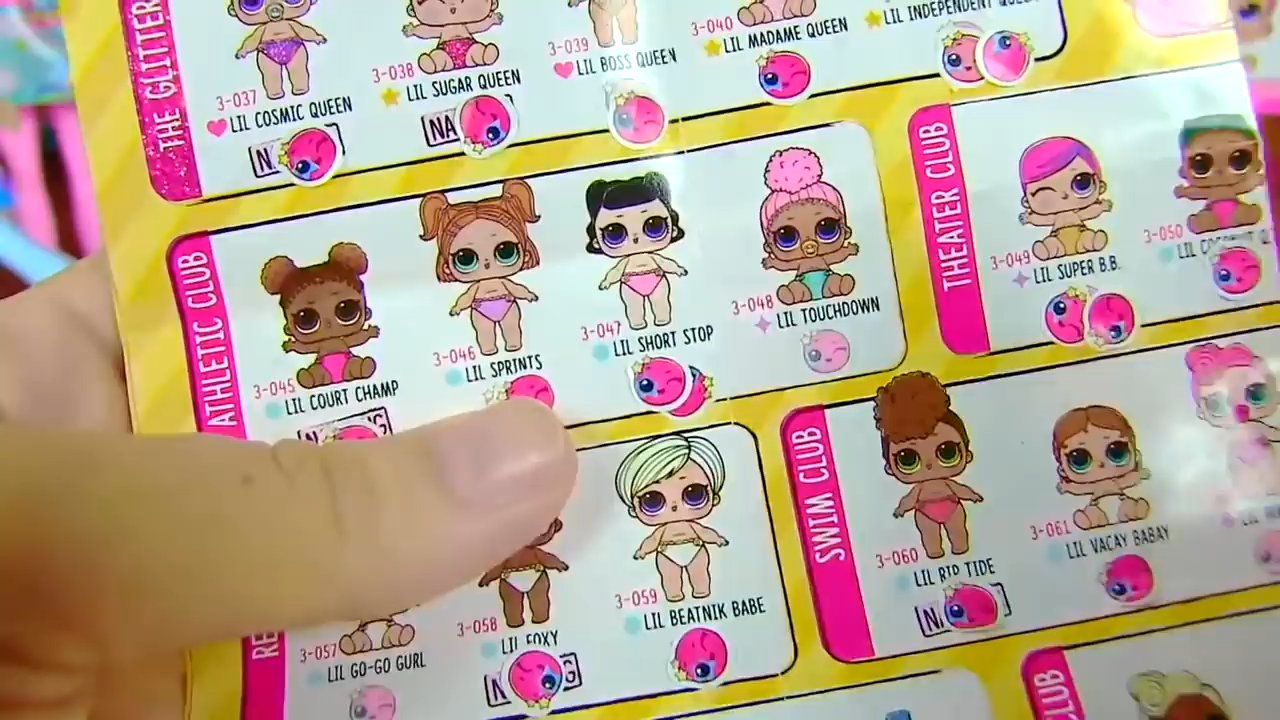 THE GLITTER
3-037
LIL COSMIC QUEEN
3-038
LIL SUGAR QUEEN
NA
3-039
LIL BOSS QUEEN
3-040
LIL MADAME QUEEN
LIL INDEPENDENT
ATHLETIC CLUB
3-045
LIL COURT CHAMP
3-046
LIL SPRINTS
3-047
LIL SHORT STOP
3-048
LIL TOUCHDOWN
THEATER CLUB
3-049
LIL SUPER B.B.
3-050
LIL
3-057
LIL GO-GO GURL
3-058
LIL FOXY
3-059
LIL BEATNIK BABE
SWIM CLUB
3-060
LIL RIP TIDE
3-061
LIL VACAY BABAY
CLUB